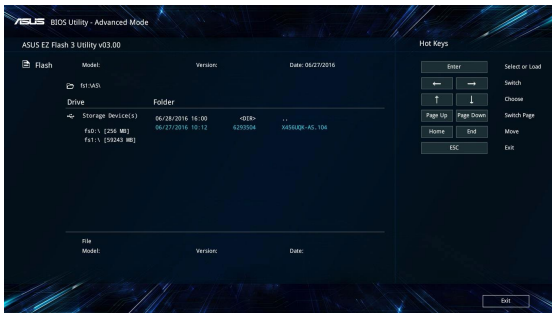 ASUS BIOS Utility - Advanced Mode
ASUS EZ Flash 3 Utility v03.00
Hot Keys
Flash
Model: Version: Date: 06/27/2016
fs1:\AS\
Drive Folder
Storage Device(s)
fs0:\ [256 MB]
fs1:\ [59243 MB]
06/28/2016 16:00 <DIR> ..
06/27/2016 10:12 6293504 X456UQK-AS.104
File
Model: Version: Date:
Enter Select or Load
← → Switch
↑ ↓ Choose
Page Up Page Down Switch Page
Home End Move
ESC Exit
Exit